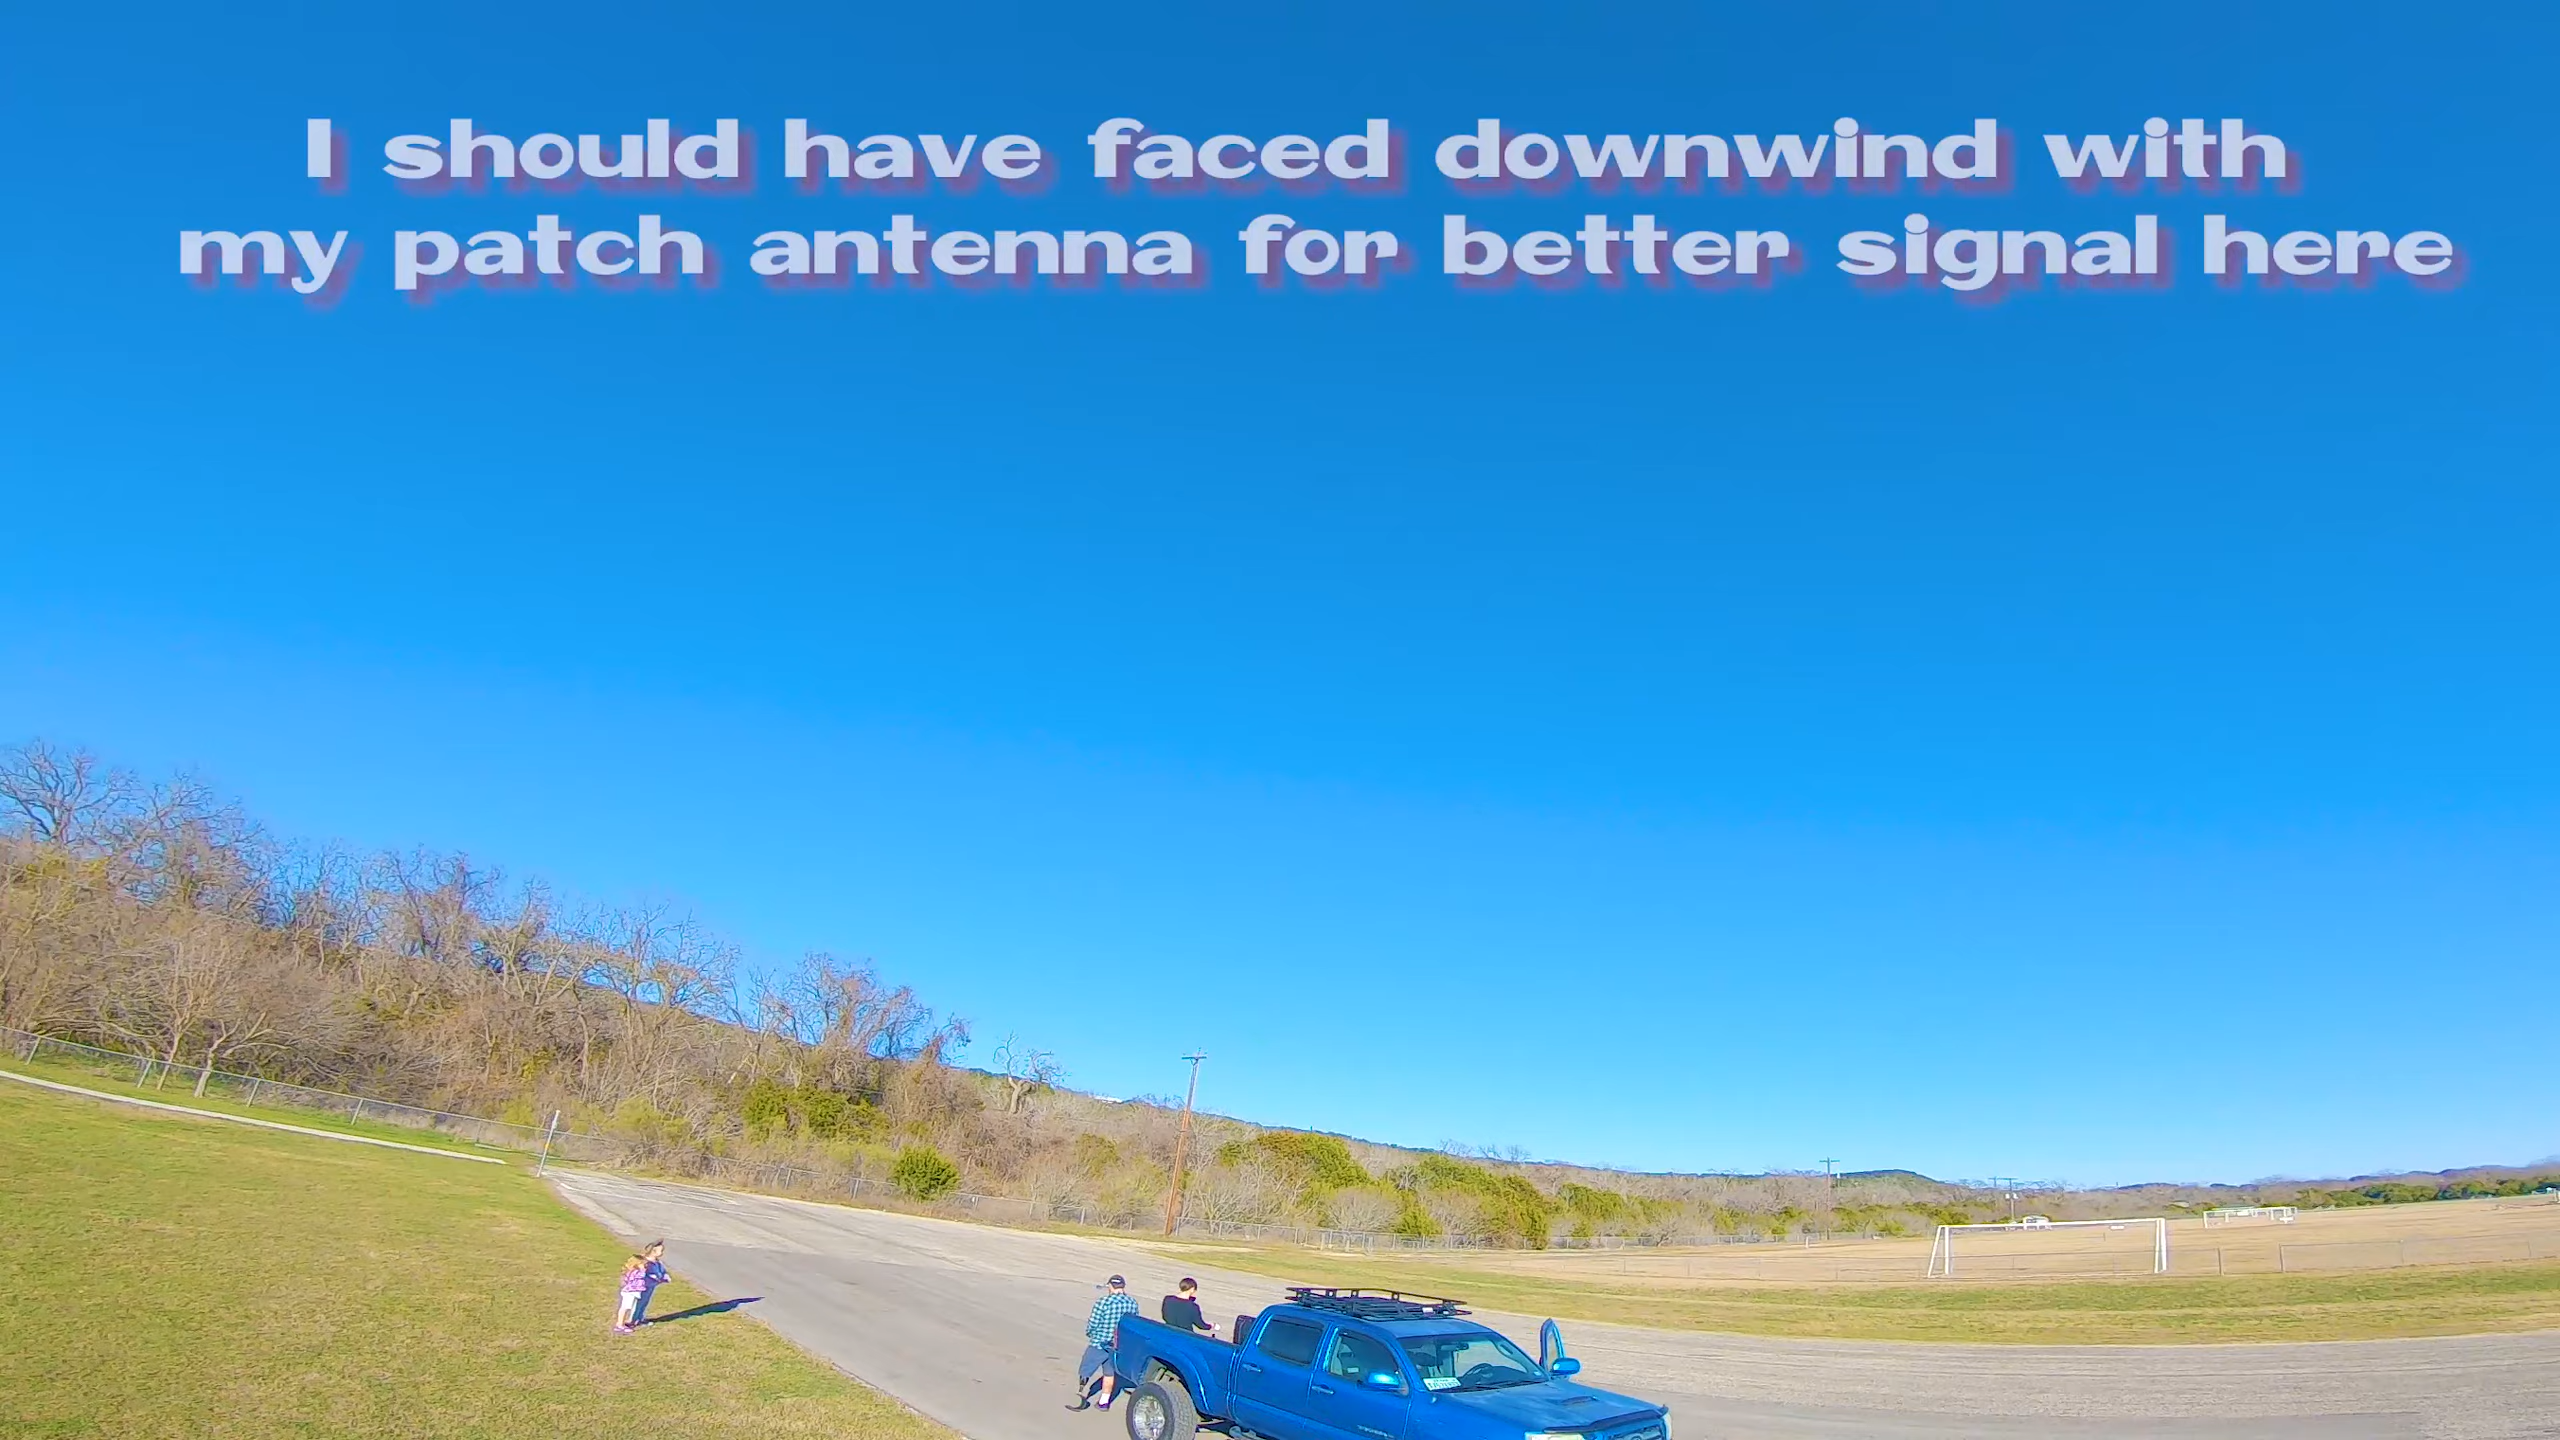 I should have faced downwind with
my patch antenna for better signal here